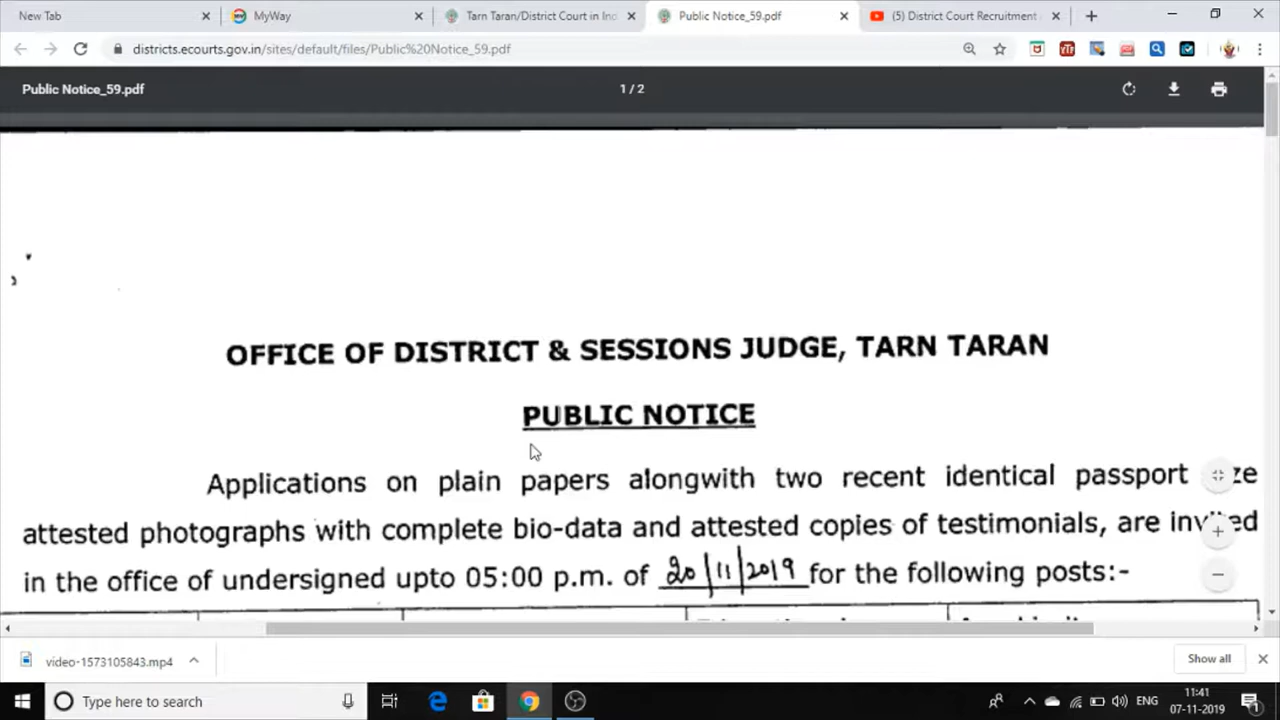 New Tab
MyWay
Tarn Taran/District Court in Ind
Public Notice_59.pdf
(5) District Court Recruitment
districts.ecourts.gov.in/sites/default/files/Public%20Notice_59.pdf
Public Notice_59.pdf
1 / 2
OFFICE OF DISTRICT & SESSIONS JUDGE, TARN TARAN
PUBLIC NOTICE
Applications on plain papers alongwith two recent identical passport ze
attested photographs with complete bio-data and attested copies of testimonials, are invited
in the office of undersigned upto 05:00 p.m. of 20/11/2019 for the following posts:-
video-1573105843.mp4
Show all
Type here to search
ENG
11:41
07-11-2019
1